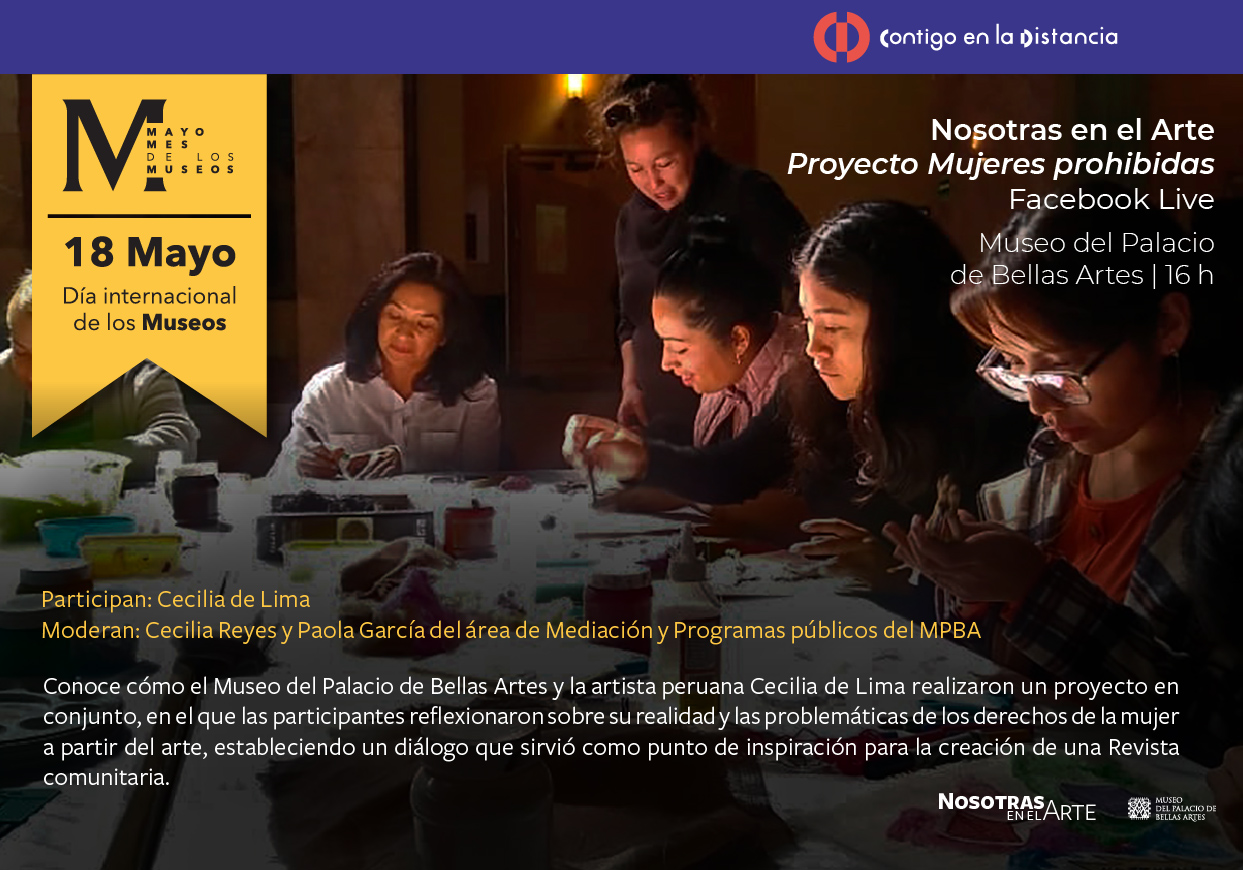 Contigo en la Distancia
M
MAYO
MES
DE LOS
MUSEOS
18 Mayo
Día internacional
de los Museos
Nosotras en el Arte
Proyecto Mujeres prohibidas
Facebook Live
Museo del Palacio
de Bellas Artes | 16 h
Participan: Cecilia de Lima
Moderan: Cecilia Reyes y Paola García del área de Mediación y Programas públicos del MPBA
Conoce cómo el Museo del Palacio de Bellas Artes y la artista peruana Cecilia de Lima realizaron un proyecto en
conjunto, en el que las participantes reflexionaron sobre su realidad y las problemáticas de los derechos de la mujer
a partir del arte, estableciendo un diálogo que sirvió como punto de inspiración para la creación de una Revista
comunitaria.
NOSOTRAS
EN EL ARTE
MUSEO
DEL PALACIO DE
BELLAS ARTES